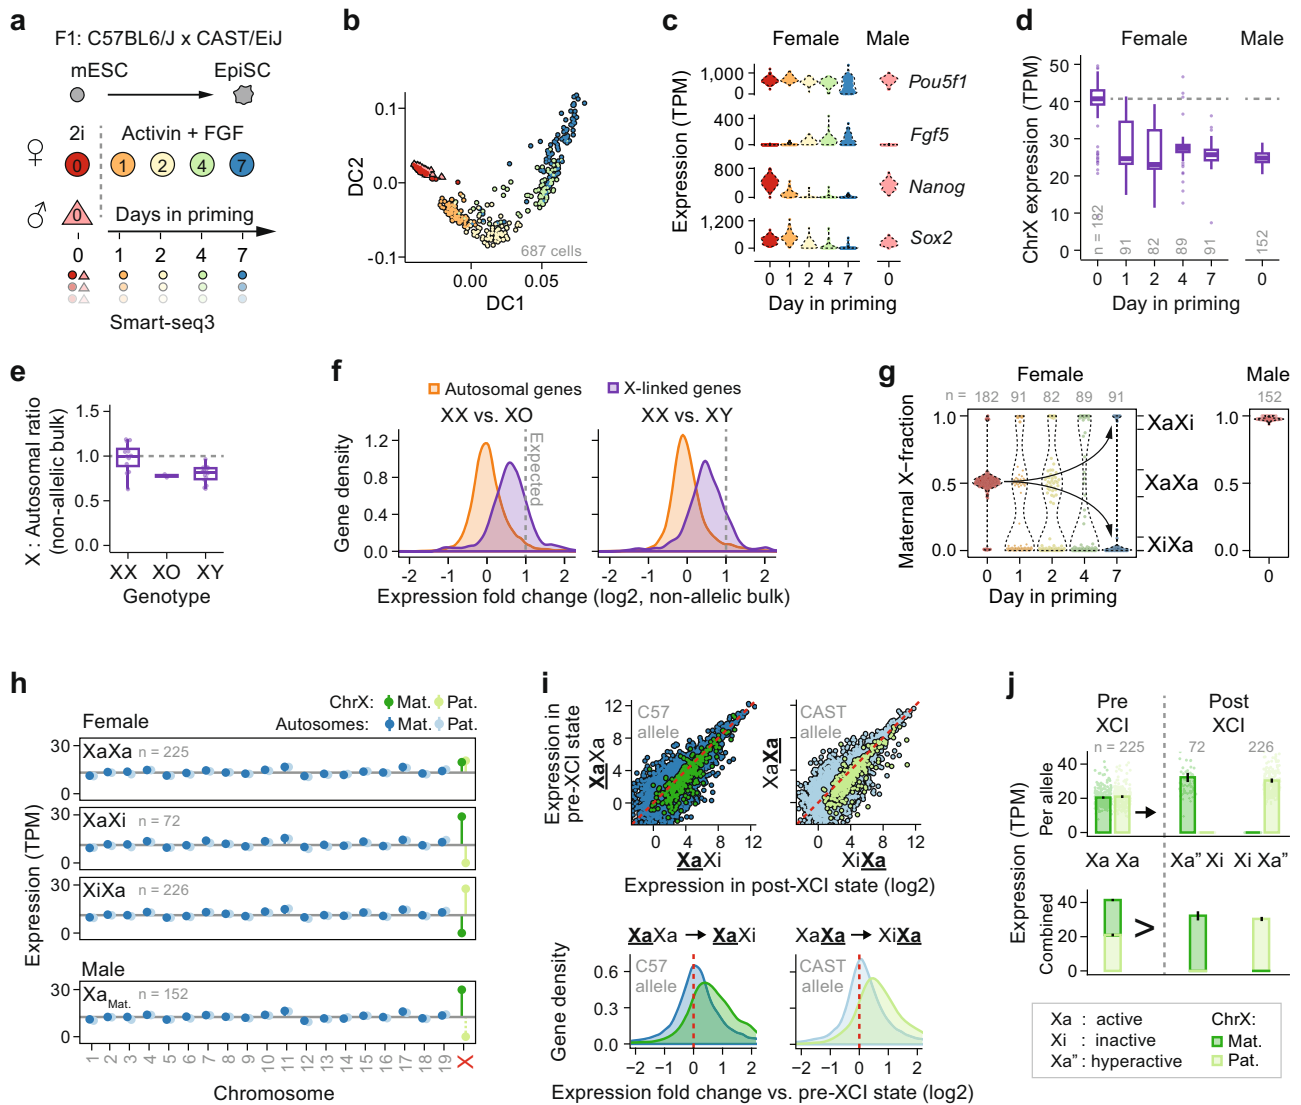 a
F1: C57BL6/J x CAST/EiJ
mESC
EpiSC
2i
Activin + FGF
♀
0
1
2
4
7
♂
0
Days in priming
0
1
2
4
7
Smart-seq3
b
DC2
0.1
0.0
-0.1
687 cells
0.00
0.05
DC1
c
Female
Male
Expression (TPM)
1,000
0
Pou5f1
400
0
Fgf5
800
0
Nanog
1,200
0
Sox2
0 1 2 4 7
0
Day in priming
d
Female
Male
ChrX expression (TPM)
50
40
30
20
10
0
n = 182
91
82
89
91
152
0 1 2 4 7
0
Day in priming
e
X : Autosomal ratio
(non-allelic bulk)
1.5
1.0
0.5
0.0
XX XO XY
Genotype
f
Autosomal genes
X-linked genes
XX vs. XO
XX vs. XY
Gene density
1.2
0.8
0.4
0.0
Expected
-2 -1 0 1 2
-2 -1 0 1 2
Expression fold change (log2, non-allelic bulk)
g
Female
Male
n = 182 91 82 89 91
152
Maternal X-fraction
1.0
0.5
0.0
XaXi
XaXa
XiXa
1.0
0.5
0.0
0 1 2 4 7
0
Day in priming
h
ChrX: Mat. Pat.
Autosomes: Mat. Pat.
Female
Expression (TPM)
30
0
XaXa n = 225
30
0
XaXi n = 72
30
0
XiXa n = 226
Male
30
0
Xa Mat. n = 152
1 2 3 4 5 6 7 8 9 10 11 12 13 14 15 16 17 18 19 X
Chromosome
i
Expression in
pre-XCI state
XaXa
12
8
4
0
C57
allele
0 4 8 12
XaXi
XaXa
CAST
allele
0 4 8 12
XiXa
Expression in post-XCI state (log2)
XaXa → XaXi
XaXa → XiXa
Gene density
0.6
0.3
0.0
C57
allele
CAST
allele
−2 −1 0 1 2
−2 −1 0 1 2
Expression fold change vs. pre-XCI state (log2)
j
Pre
XCI
Post
XCI
n = 225
72
226
Expression (TPM)
Per allele
40
20
0
Xa Xa
Xa” Xi
Xi Xa”
Combined
40
20
0
>
Xa : active
Xi : inactive
Xa” : hyperactive
ChrX:
Mat.
Pat.